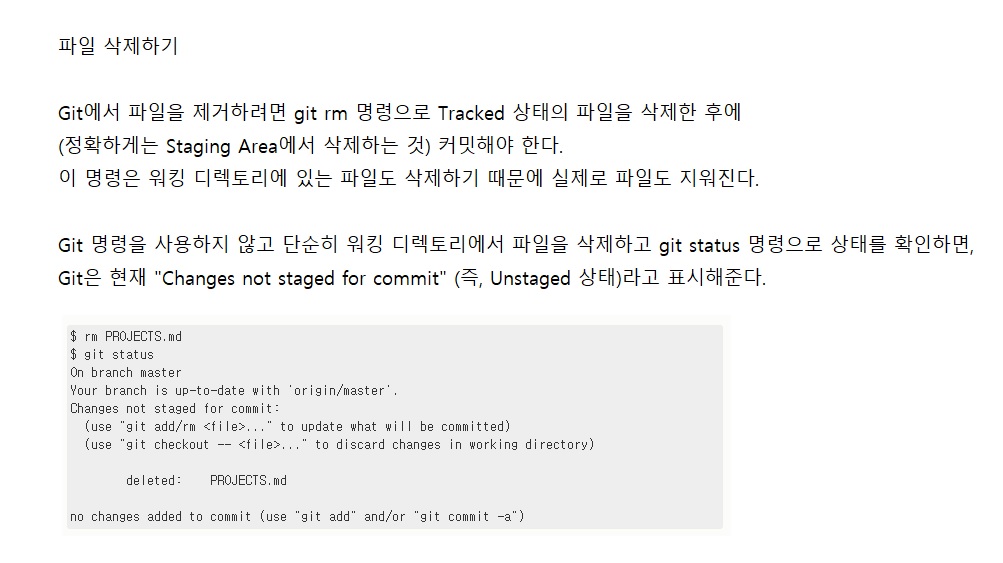 파일 삭제하기
Git에서 파일을 제거하려면 git rm 명령으로 Tracked 상태의 파일을 삭제한 후에
(정확하게는 Staging Area에서 삭제하는 것) 커밋해야 한다.
이 명령은 워킹 디렉토리에 있는 파일도 삭제하기 때문에 실제로 파일도 지워진다.
Git 명령을 사용하지 않고 단순히 워킹 디렉토리에서 파일을 삭제하고 git status 명령으로 상태를 확인하면,
Git은 현재 "Changes not staged for commit" (즉, Unstaged 상태)라고 표시해준다.
$ rm PROJECTS.md
$ git status
On branch master
Your branch is up-to-date with 'origin/master'.
Changes not staged for commit:
  (use "git add/rm <file>..." to update what will be committed)
  (use "git checkout -- <file>..." to discard changes in working directory)
        deleted:    PROJECTS.md
no changes added to commit (use "git add" and/or "git commit -a")